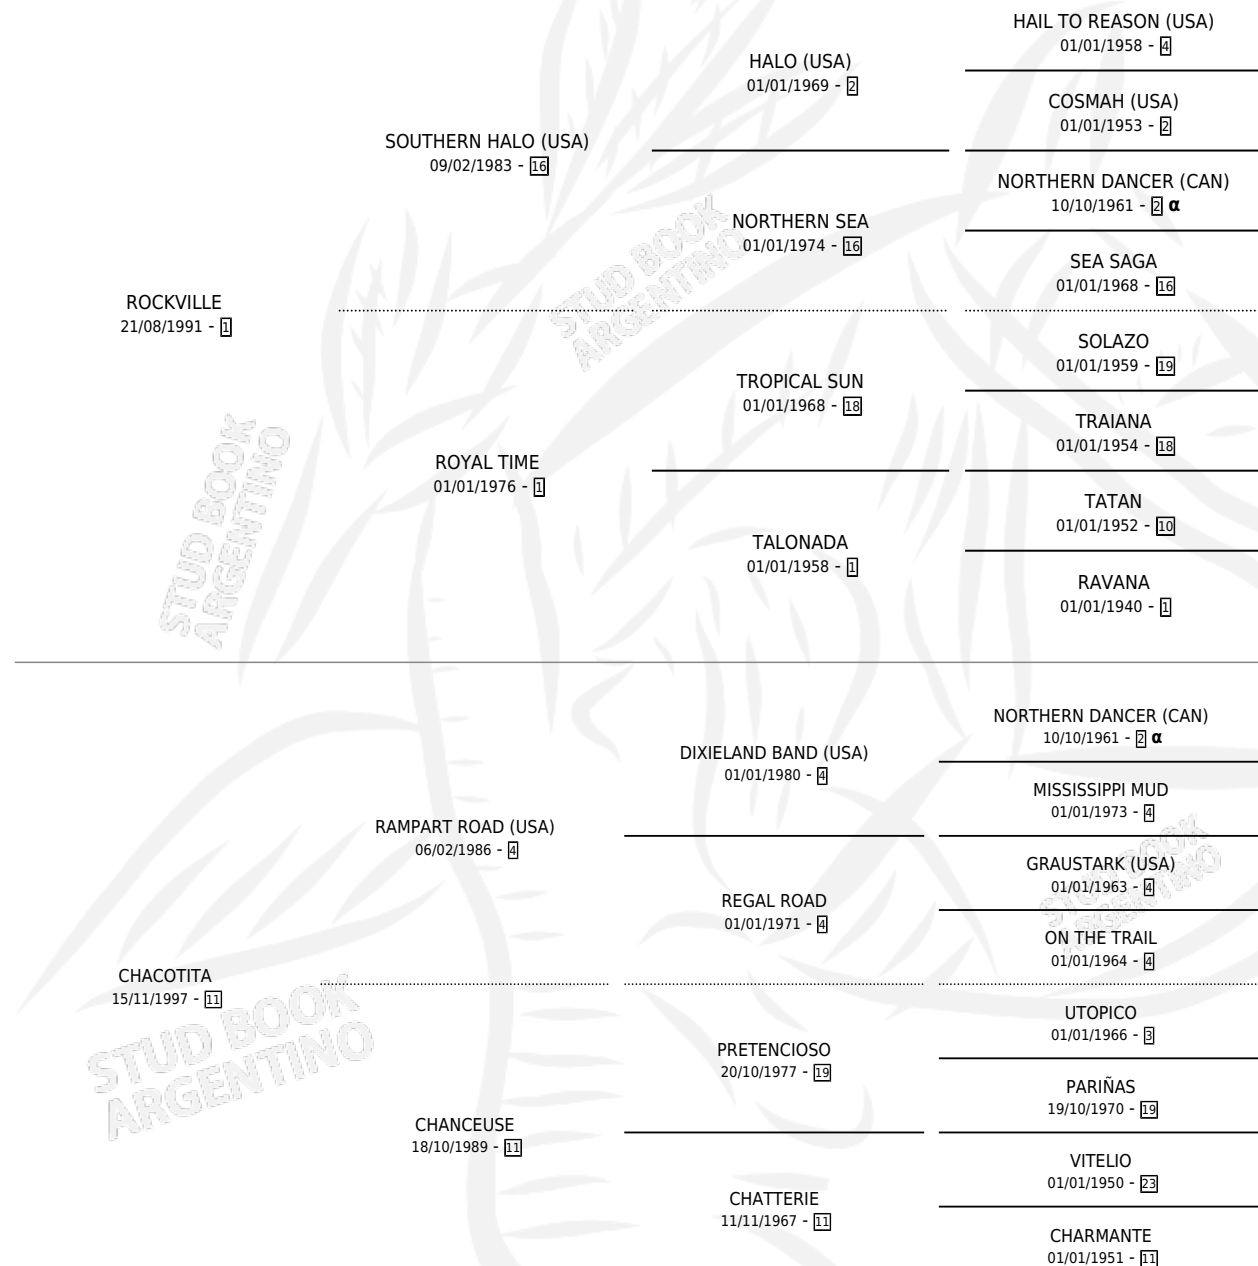 HAIL TO REASON (USA)
01/01/1958 - 4
HALO (USA)
01/01/1969 - 2
COSMAH (USA)
01/01/1953 - 2
SOUTHERN HALO (USA)
09/02/1983 - 16
NORTHERN DANCER (CAN)
10/10/1961 - 2 α
NORTHERN SEA
01/01/1974 - 16
SEA SAGA
01/01/1968 - 16
STUD BOOK
ARGENTINO
ROCKVILLE
21/08/1991 - 1
SOLAZO
01/01/1959 - 19
TROPICAL SUN
01/01/1968 - 18
TRAIANA
01/01/1954 - 18
ROYAL TIME
01/01/1976 - 1
TATAN
01/01/1952 - 10
TALONADA
01/01/1958 - 1
RAVANA
01/01/1940 - 1
STUD BOOK
ARGENTINO
NORTHERN DANCER (CAN)
10/10/1961 - 2 α
DIXIELAND BAND (USA)
01/01/1980 - 4
MISSISSIPPI MUD
01/01/1973 - 4
RAMPART ROAD (USA)
06/02/1986 - 4
GRAUSTARK (USA)
01/01/1963 - 4
REGAL ROAD
01/01/1971 - 4
ON THE TRAIL
01/01/1964 - 4
STUD BOOK
ARGENTINO
CHACOTITA
15/11/1997 - 11
UTOPICO
01/01/1966 - 3
PRETENCIOSO
20/10/1977 - 19
PARIÑAS
19/10/1970 - 19
CHANCEUSE
18/10/1989 - 11
VITELIO
01/01/1950 - 23
CHATTERIE
11/11/1967 - 11
CHARMANTE
01/01/1951 - 11
STUD BOOK
ARGENTINO